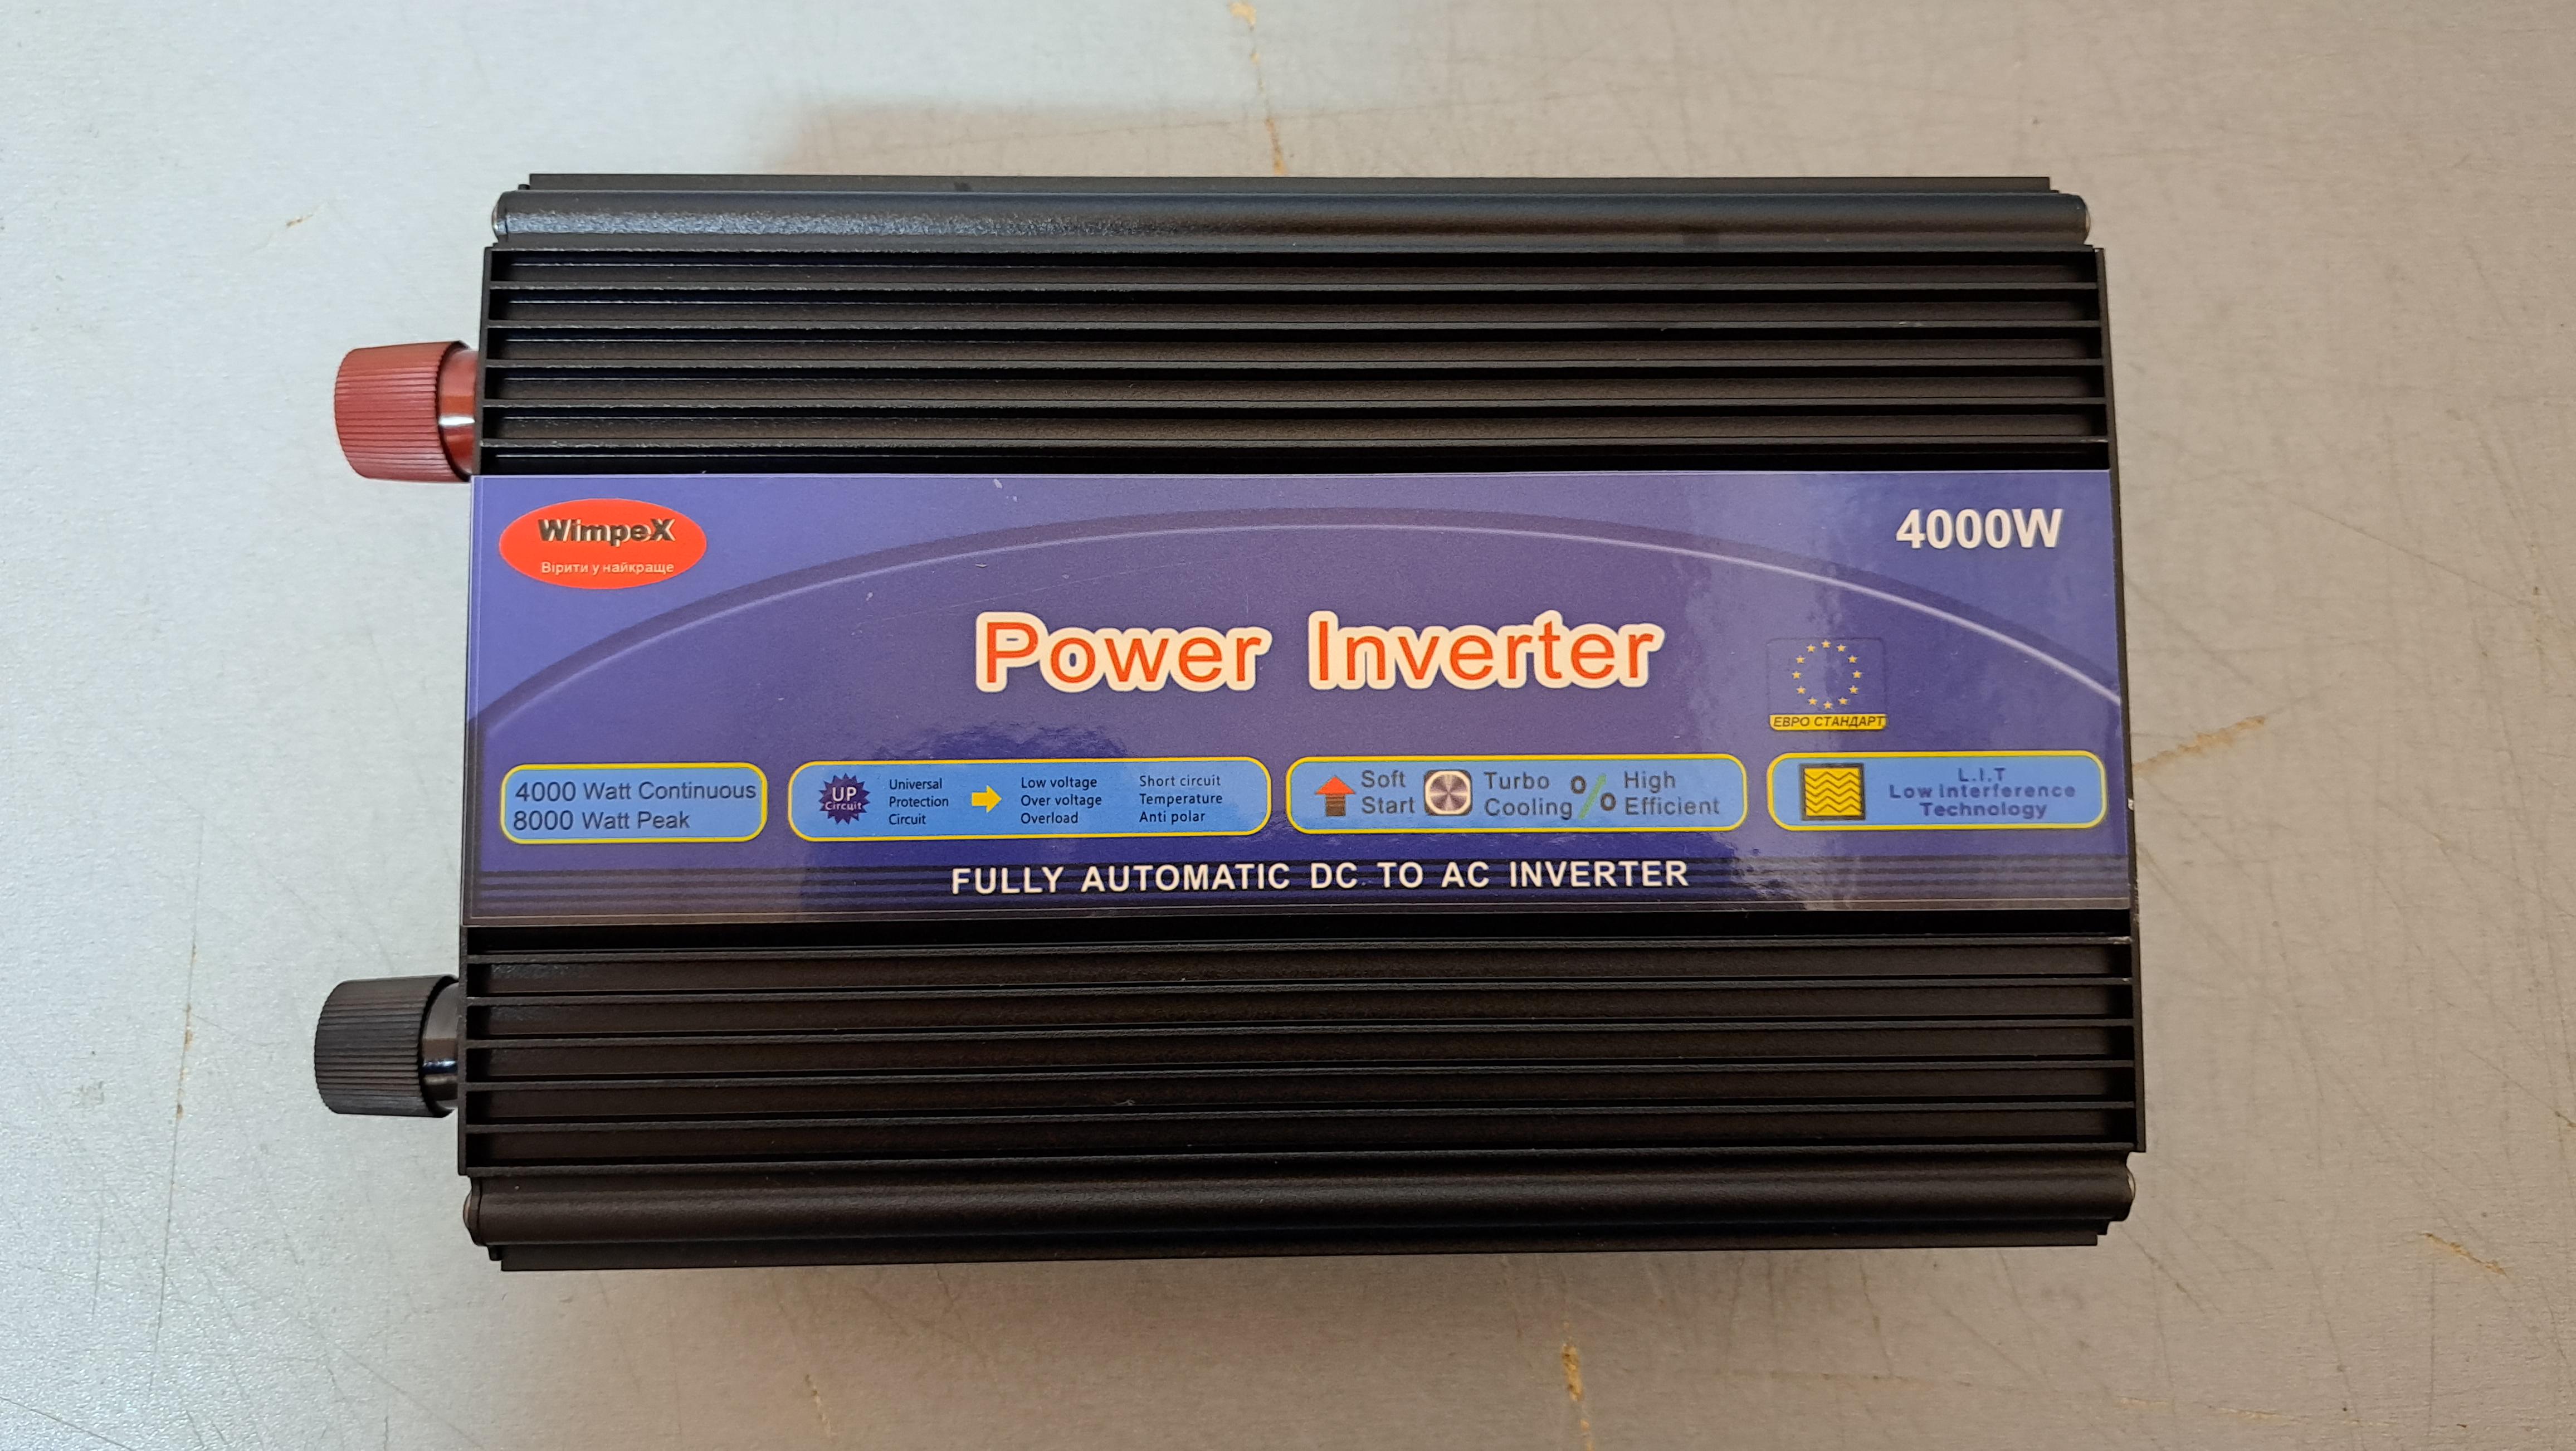 WimpeX
Вірити у найкраще
4000W
Power Inverter
ЕВРО СТАНДАРТ
4000 Watt Continuous
8000 Watt Peak
UP
Circuit
Universal
Protection
Circuit
Low voltage
Over voltage
Overload
Short circuit
Temperature
Anti polar
Soft
Start
Turbo
Cooling
%
High
Efficient
L.I.T
Low interference
Technology
FULLY AUTOMATIC DC TO AC INVERTER